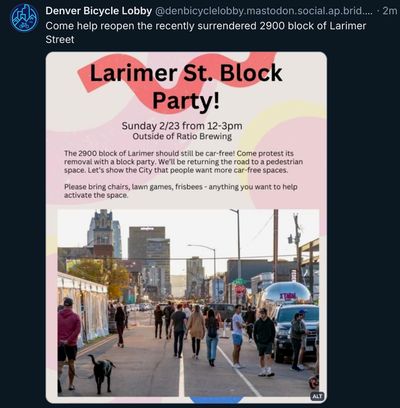 Denver Bicycle Lobby @denbicyclelobby.mastodon.social.ap.brid.... · 2m
Come help reopen the recently surrendered 2900 block of Larimer
Street
Larimer St. Block
Party!
Sunday 2/23 from 12-3pm
Outside of Ratio Brewing
The 2900 block of Larimer should still be car-free! Come protest its
removal with a block party. We'll be returning the road to a pedestrian
space. Let's show the City that people want more car-free spaces.
Please bring chairs, lawn games, frisbees - anything you want to help
activate the space.
ALT